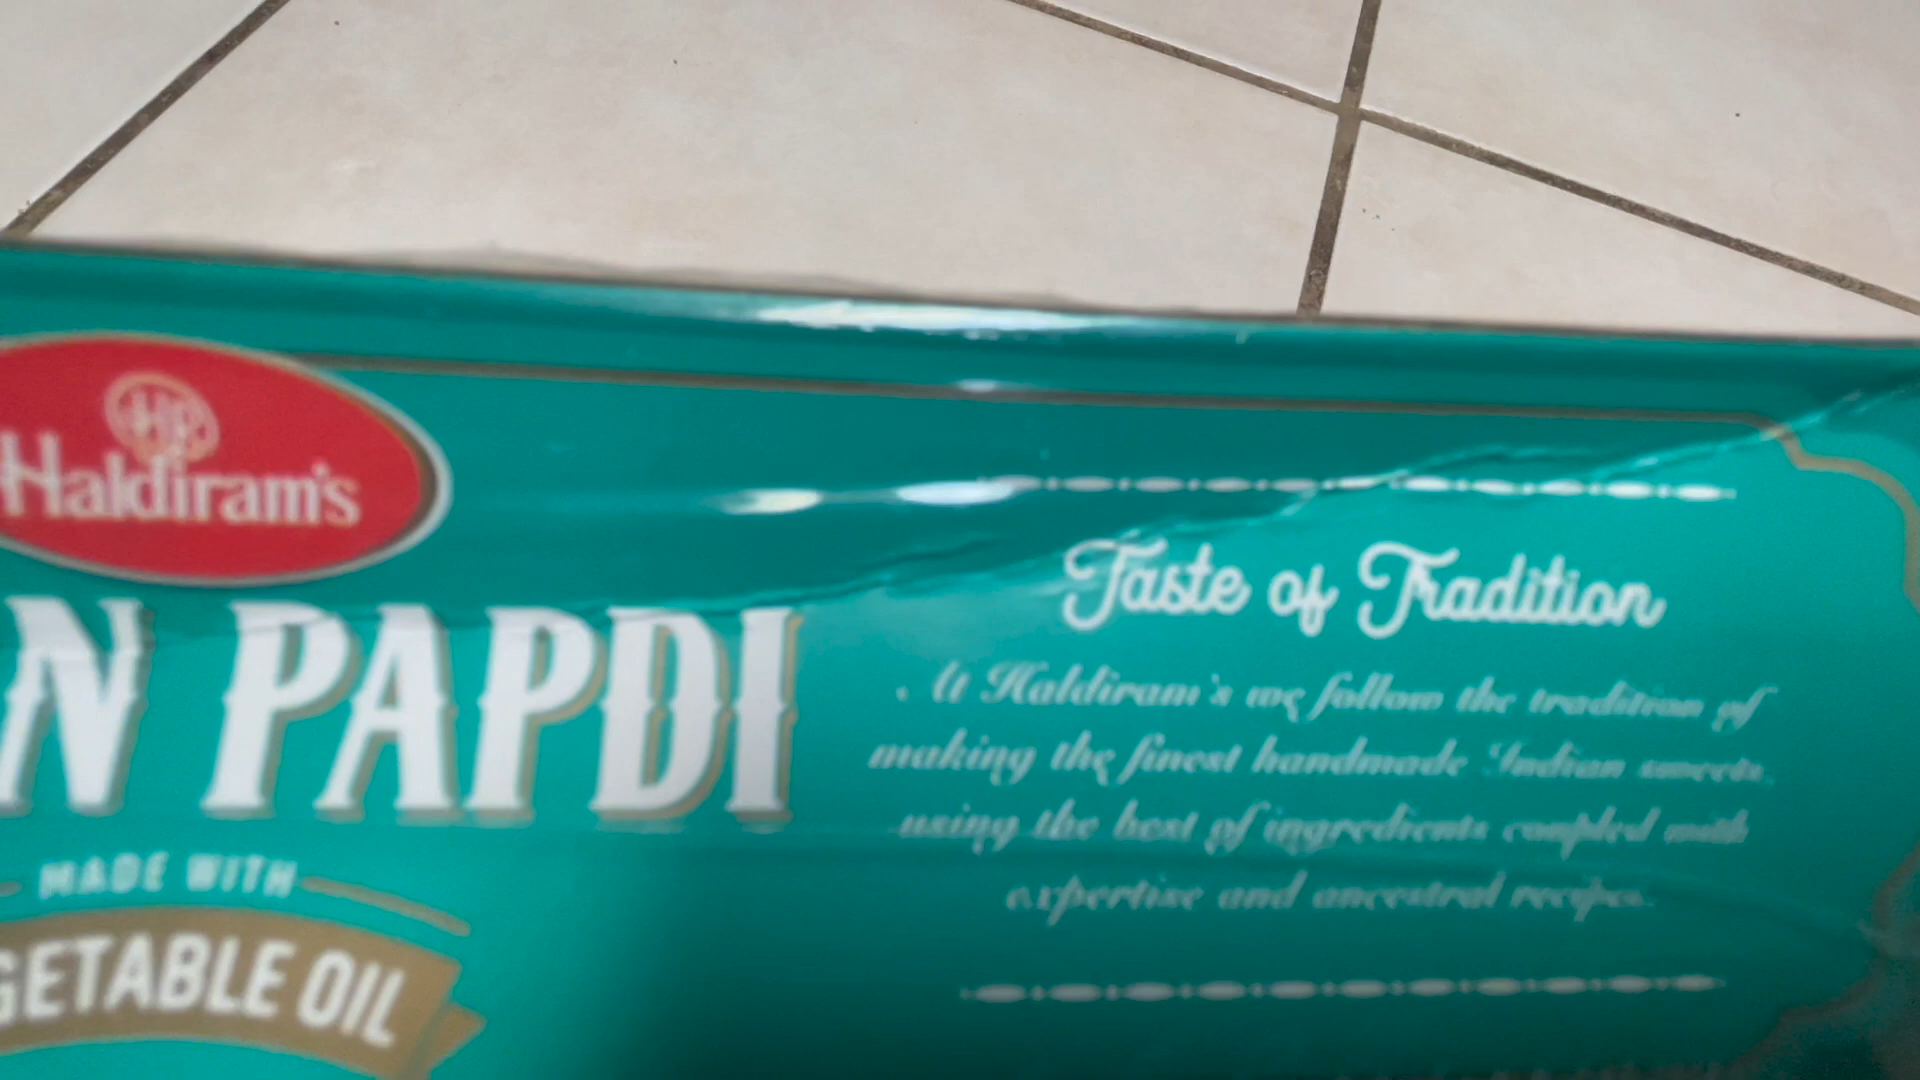 HR
Haldiram's
N PAPDI
MADE WITH
GETABLE OIL
Taste of Tradition
At Haldiram's we follow the tradition of
making the finest handmade Indian sweets,
using the best of ingredients coupled with
expertise and ancestral recipes.